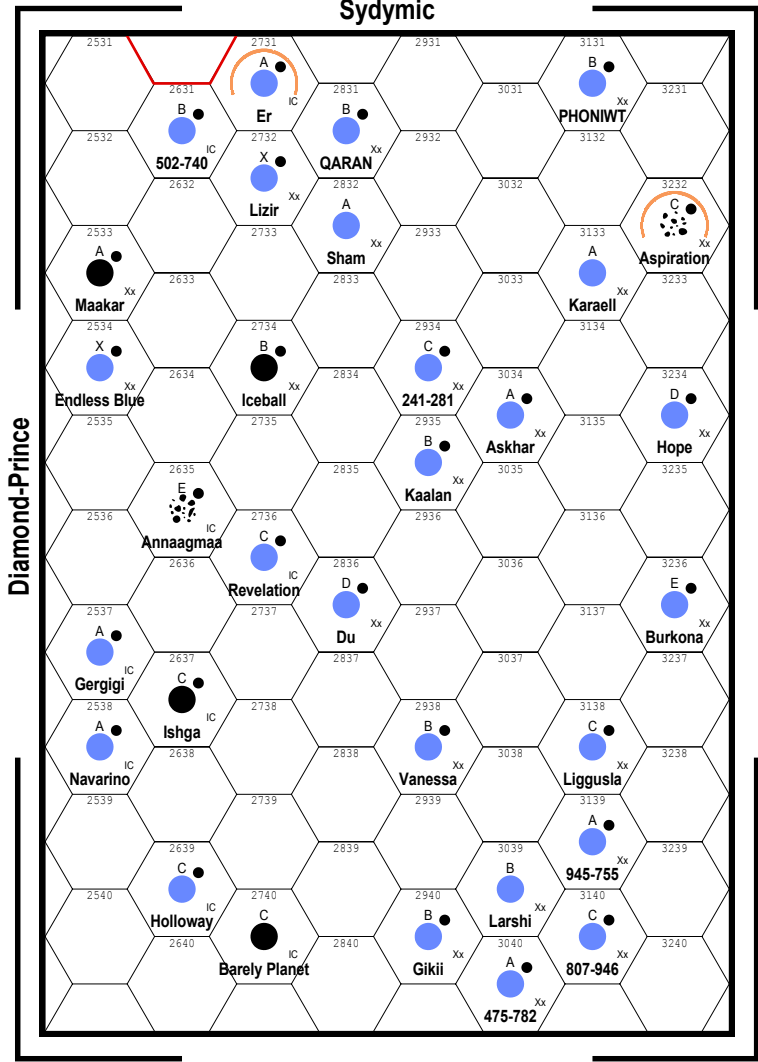 Sydymic
Diamond-Prince
2531
2731
A
Er
IC
2931
3131
B
PHONIWT
Xx
2631
B
502-740
IC
2831
B
QARAN
Xx
3031
3231
2532
2732
X
Lizir
Xx
2932
3132
2632
2832
A
Sham
Xx
3032
3232
C
Aspiration
Xx
2533
A
Maakar
Xx
2733
2933
3133
A
Karaell
Xx
2633
2833
3033
3233
2534
X
Endless Blue
Xx
2734
B
Iceball
Xx
2934
C
241-281
Xx
3134
2634
2834
3034
A
Askhar
Xx
3234
D
Hope
Xx
2535
2735
2935
B
Kaalan
Xx
3135
2635
E
Annaagmaa
IC
2835
3035
3235
2536
2736
C
Revelation
IC
2936
3136
2636
2836
D
Du
Xx
3036
3236
E
Burkona
Xx
2537
A
Gergigi
IC
2737
2937
3137
2637
C
Ishga
IC
2837
3037
3237
2538
A
Navarino
IC
2738
2938
B
Vanessa
Xx
3138
C
Liggusla
Xx
2638
2838
3038
3238
2539
2739
2939
3139
A
945-755
Xx
2639
C
Holloway
IC
2839
3039
B
Larshi
Xx
3239
2540
2740
C
Barely Planet
IC
2940
B
Gikii
Xx
3140
C
807-946
Xx
2640
2840
3040
A
475-782
Xx
3240